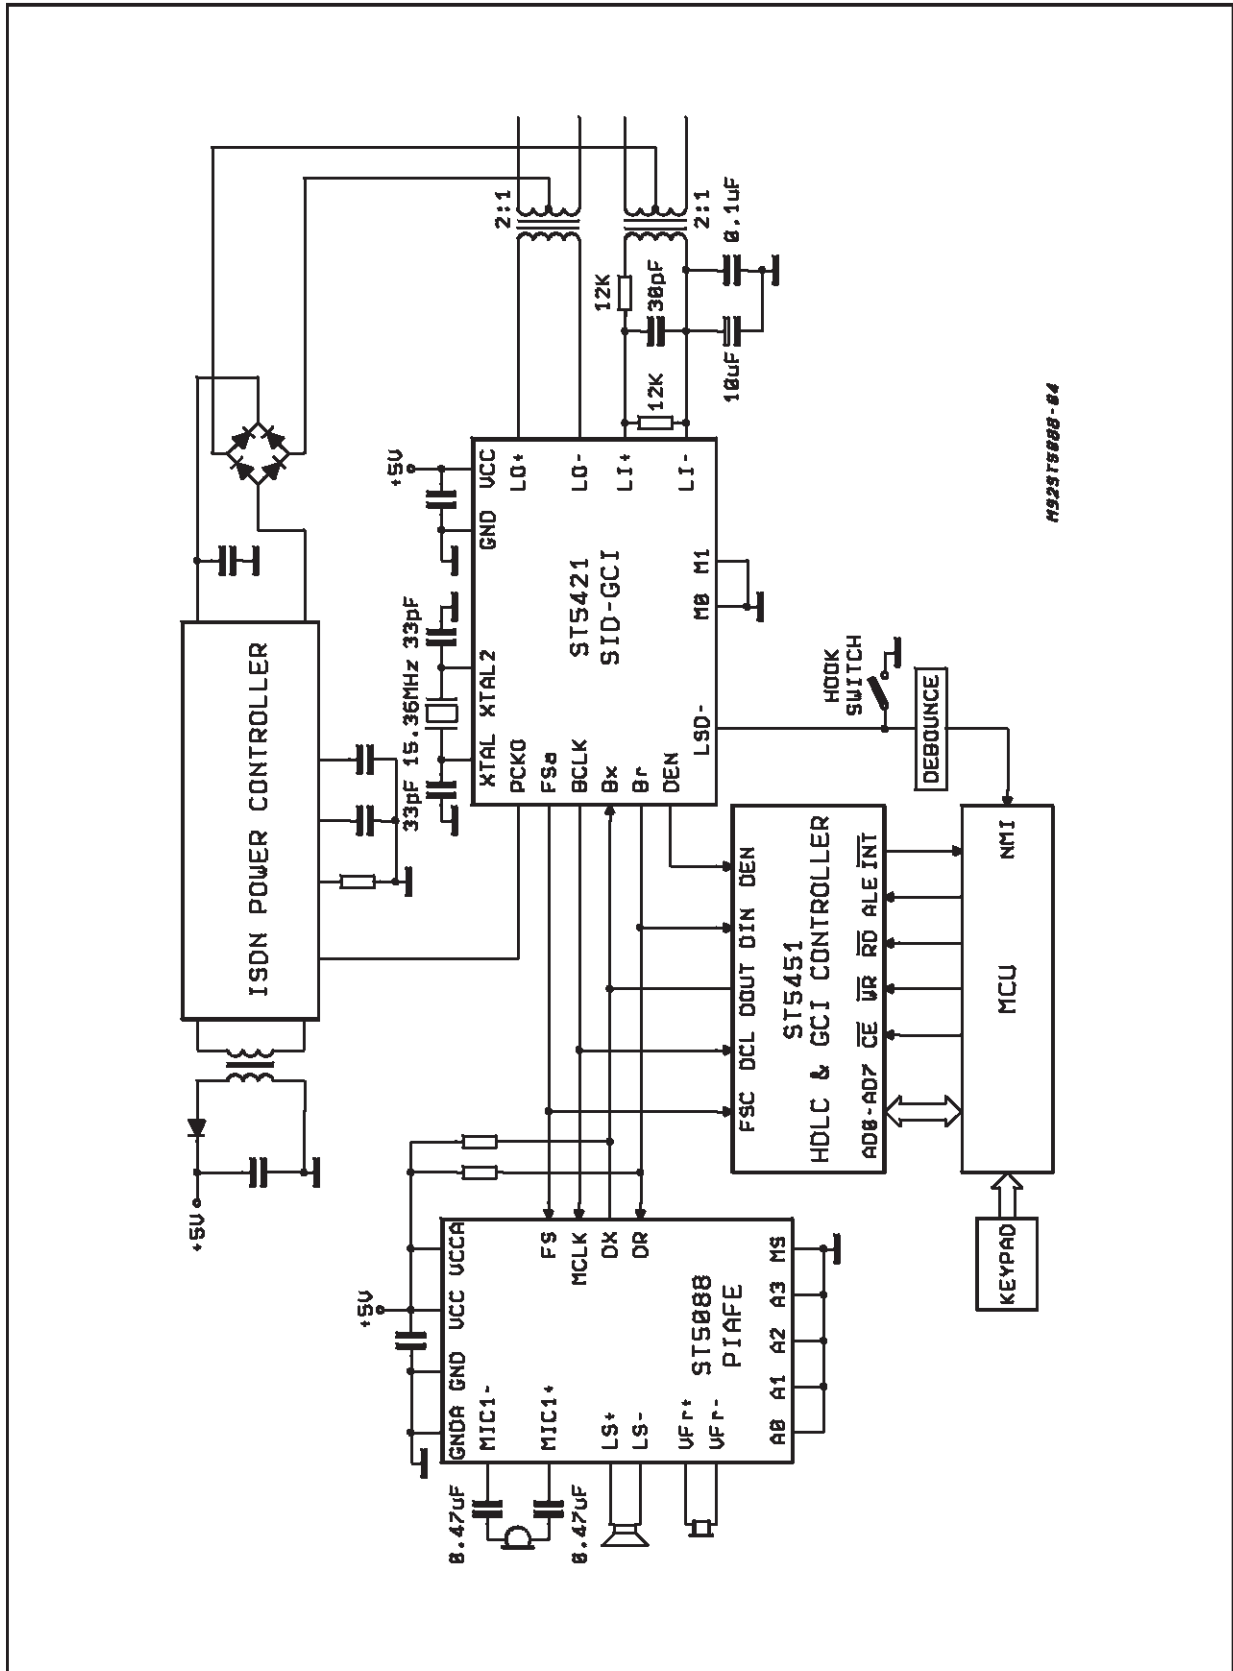 +5V
ISDN POWER CONTROLLER
2:1
2:1
12K
30pF
12K
10uF
0.1uF
+5V
33pF 15.36MHz 33pF
XTAL XTAL2
GND VCC
PCKO
FSa
BCLK
Bx
Br
DEN
LO+
LO-
LI+
LI-
ST5421
SID-GCI
LSD-
M0 M1
HOOK
SWITCH
DEBOUNCE
+5V
GNDA GND VCC VCCA
0.47uF
0.47uF
MIC1-
MIC1+
LS+
LS-
VFr+
VFr-
FS
MCLK
DX
DR
ST5088
PIAFE
A0 A1 A2 A3 MS
FSC DCL DOUT DIN DEN
ST5451
HDLC & GCI CONTROLLER
AD0-AD7 CE WR RD ALE INT
NMI
MCU
KEYPAD
M92ST5088-04